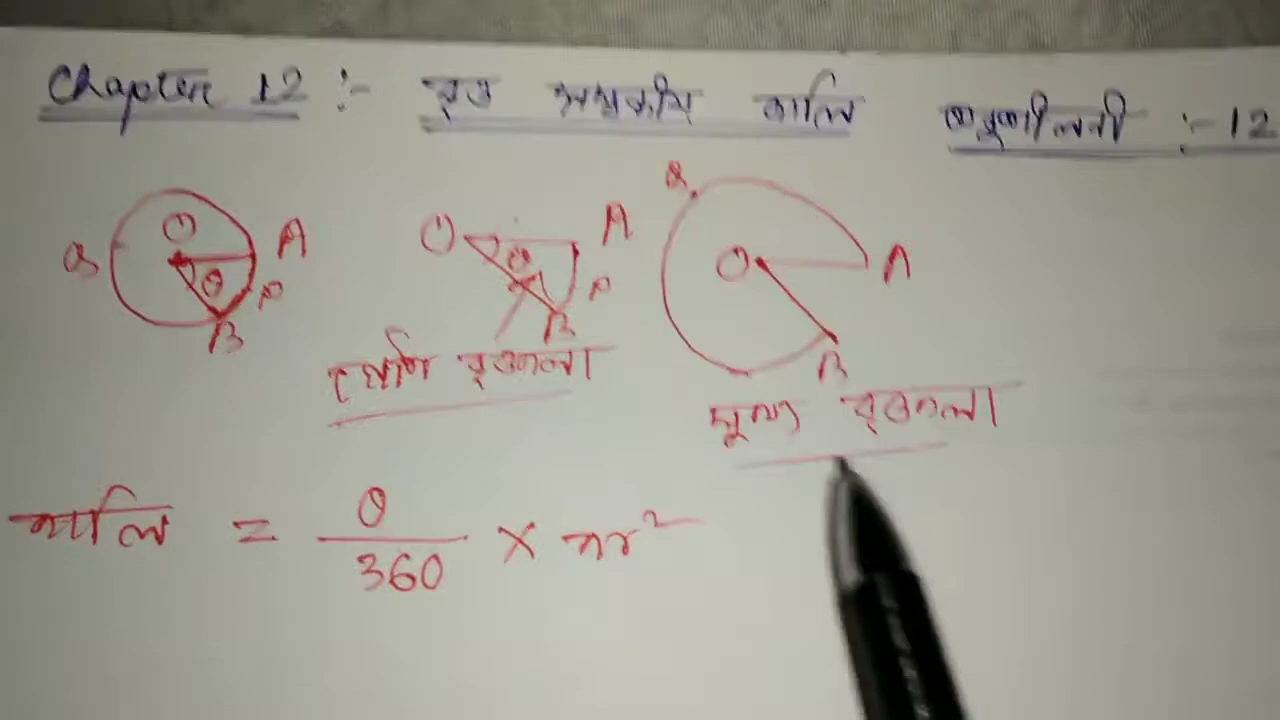 Chapter 12 :- বৃত্ত কালি অনুশীলনী :- 12
Q O A θ P B
O A θ P B
Q O A B
গৌণ বৃত্তকলা
মুখ্য বৃত্তকলা
কালি = θ/360 × πr²